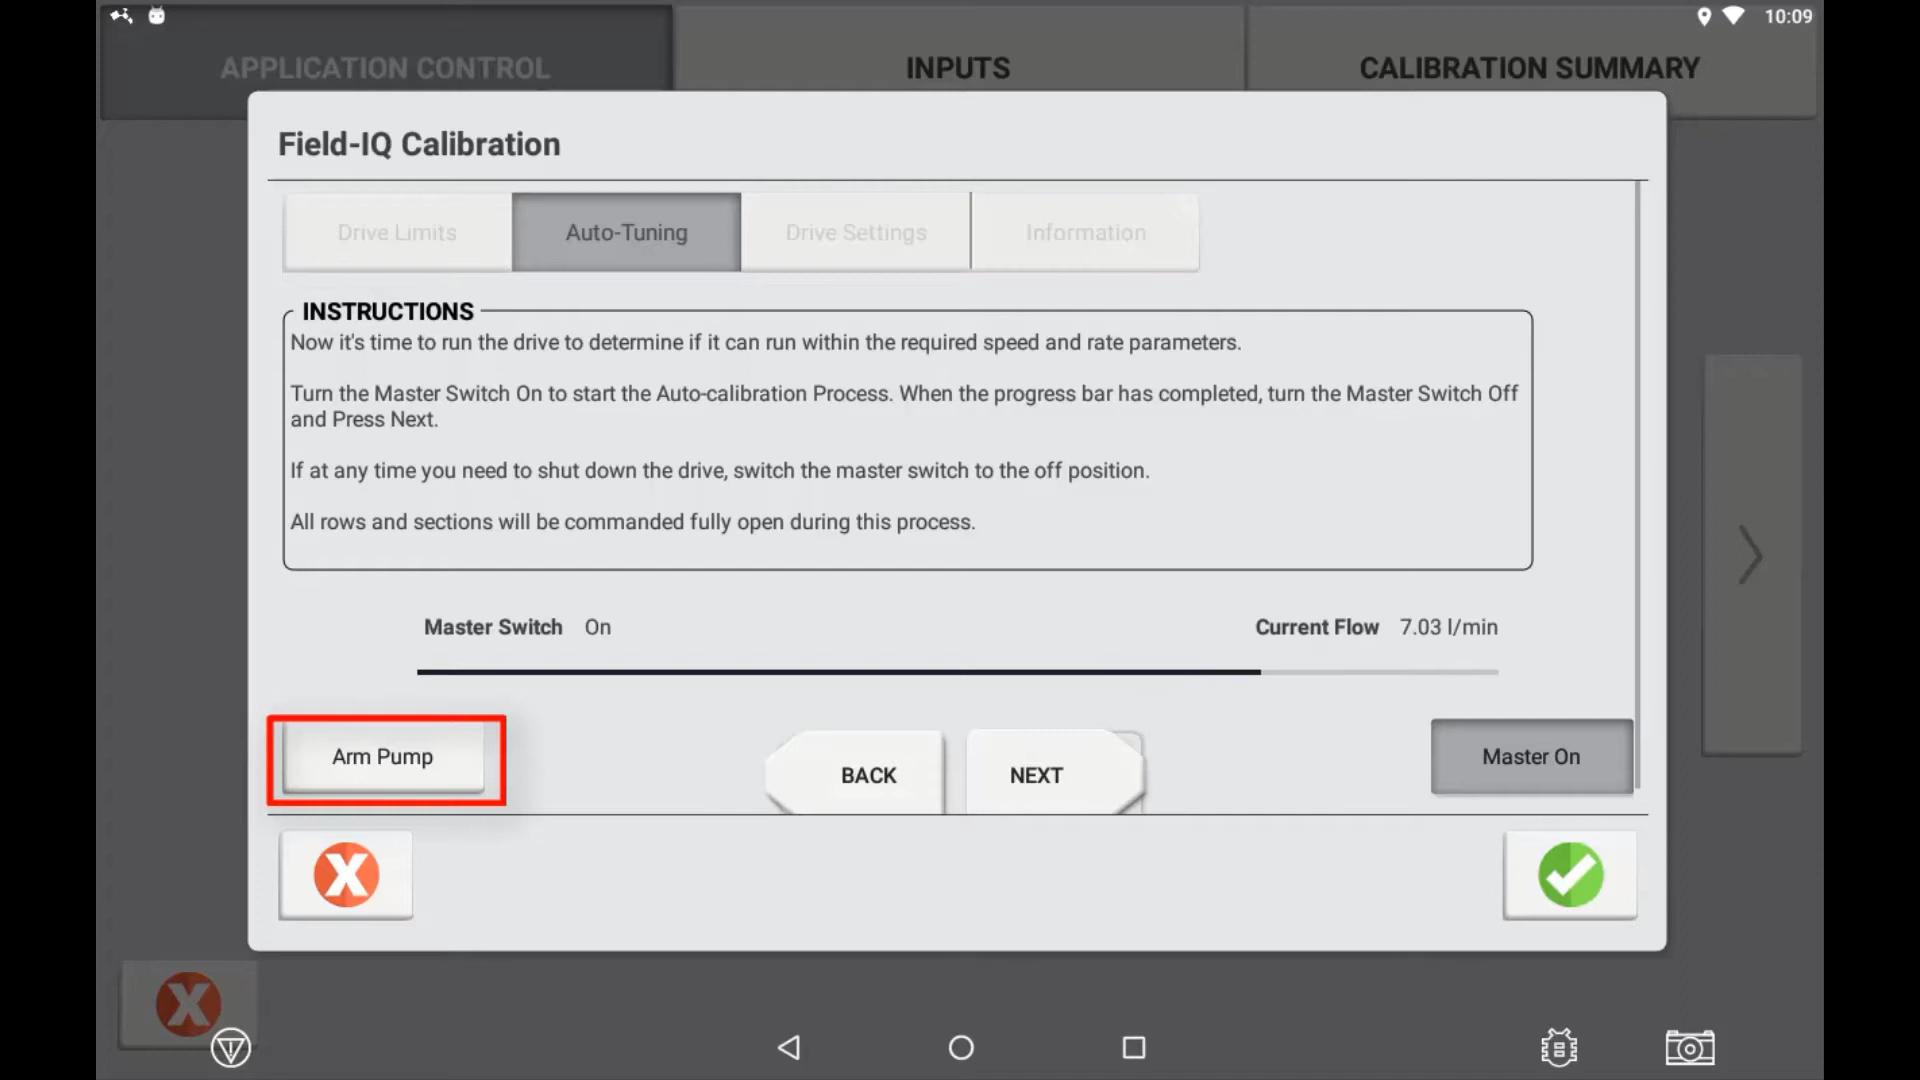 10:09
APPLICATION CONTROL
INPUTS
CALIBRATION SUMMARY
Field-IQ Calibration
Drive Limits
Auto-Tuning
Drive Settings
Information
INSTRUCTIONS
Now it's time to run the drive to determine if it can run within the required speed and rate parameters.
Turn the Master Switch On to start the Auto-calibration Process. When the progress bar has completed, turn the Master Switch Off
and Press Next.
If at any time you need to shut down the drive, switch the master switch to the off position.
All rows and sections will be commanded fully open during this process.
Master Switch On
Current Flow 7.03 l/min
Arm Pump
BACK
NEXT
Master On